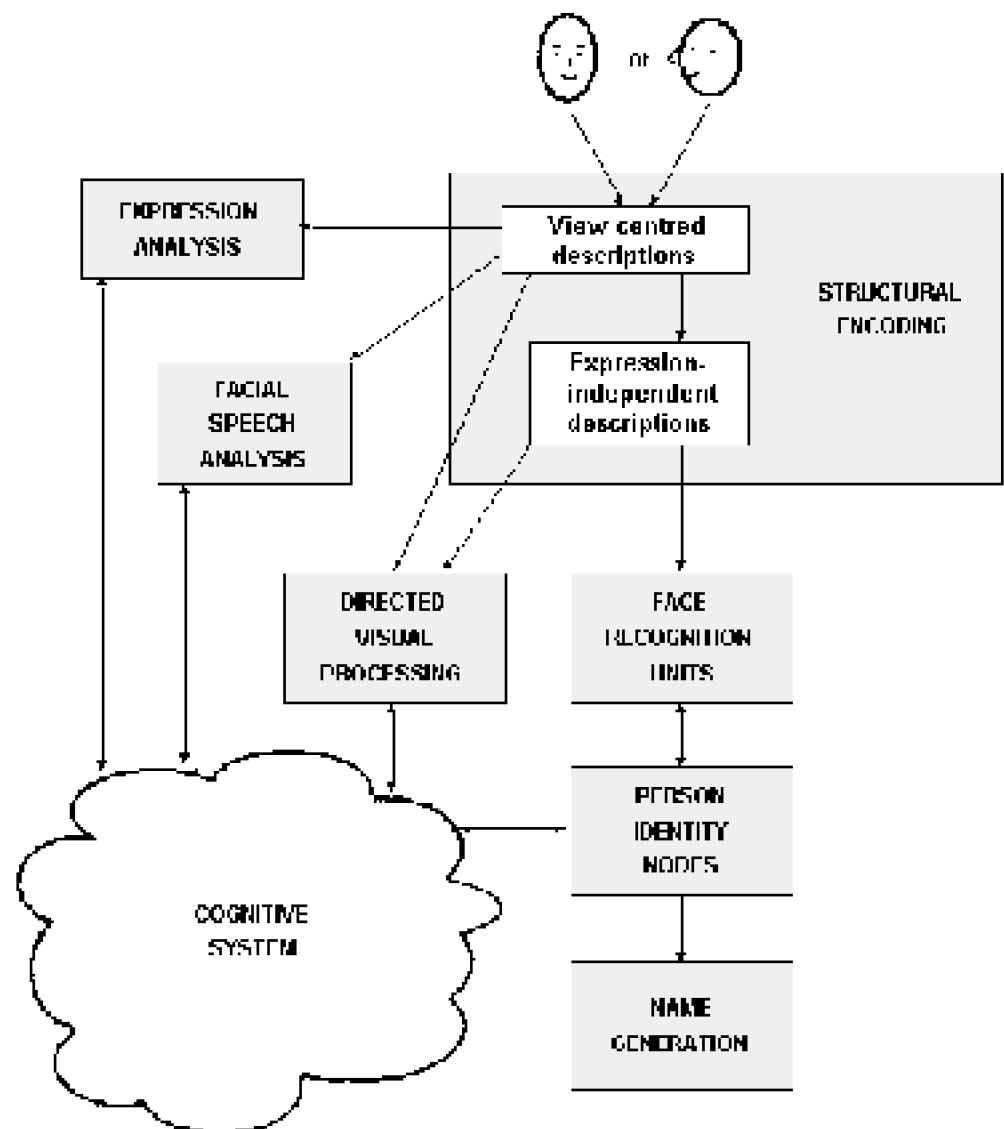 or
EXPRESSION
ANALYSIS
View centred
descriptions
STRUCTURAL
ENCODING
Expression-
independent
descriptions
FACIAL
SPEECH
ANALYSIS
DIRECTED
VISUAL
PROCESSING
FACE
RECOGNITION
UNITS
PERSON
IDENTITY
NODES
COGNITIVE
SYSTEM
NAME
GENERATION